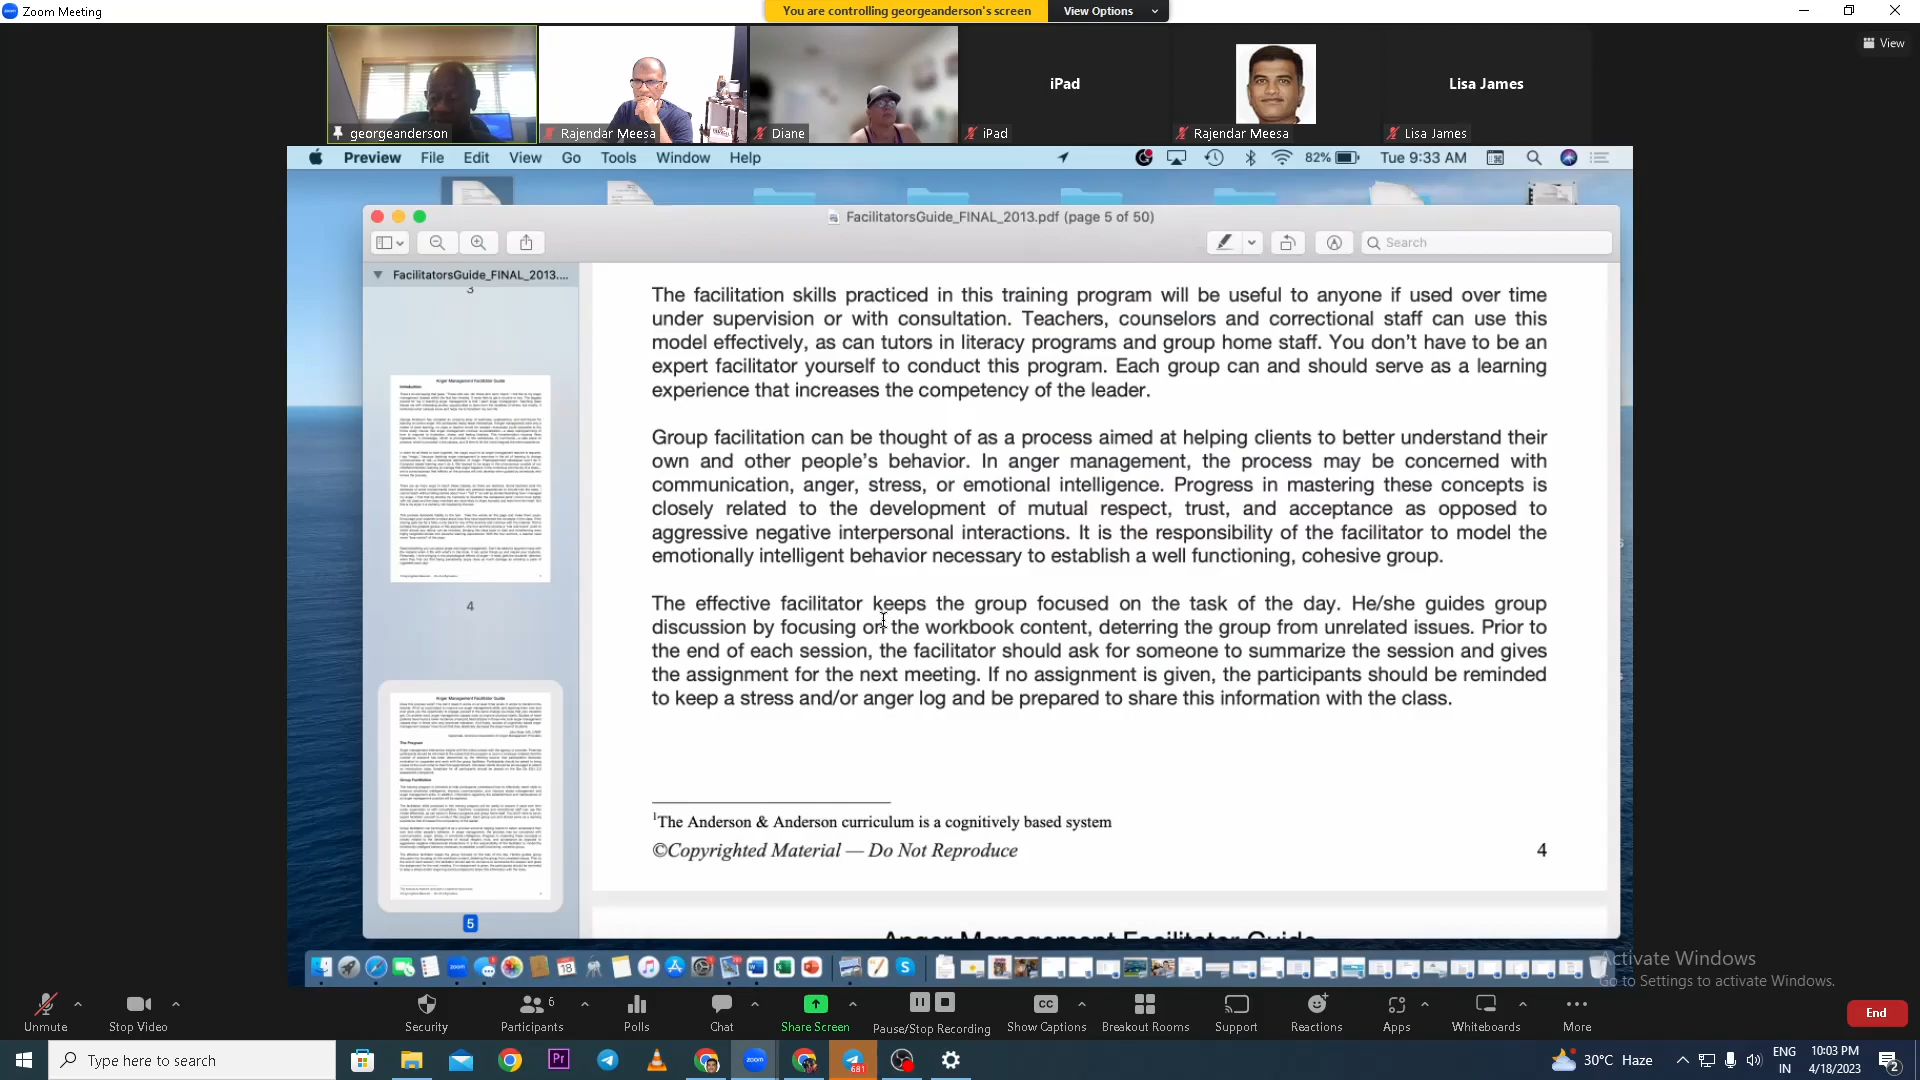 Zoom Meeting
You are controlling georgeanderson's screen
View Options
View
georgeanderson
Rajendar Meesa
Diane
iPad
iPad
Rajendar Meesa
Lisa James
Lisa James
Preview File Edit View Go Tools Window Help
82%
Tue 9:33 AM
FacilitatorsGuide_FINAL_2013.pdf (page 5 of 50)
Search
FacilitatorsGuide_FINAL_2013....
3
4
5
The facilitation skills practiced in this training program will be useful to anyone if used over time
under supervision or with consultation. Teachers, counselors and correctional staff can use this
model effectively, as can tutors in literacy programs and group home staff. You don't have to be an
expert facilitator yourself to conduct this program. Each group can and should serve as a learning
experience that increases the competency of the leader.
Group facilitation can be thought of as a process aimed at helping clients to better understand their
own and other people's behavior. In anger management, the process may be concerned with
communication, anger, stress, or emotional intelligence. Progress in mastering these concepts is
closely related to the development of mutual respect, trust, and acceptance as opposed to
aggressive negative interpersonal interactions. It is the responsibility of the facilitator to model the
emotionally intelligent behavior necessary to establish a well functioning, cohesive group.
The effective facilitator keeps the group focused on the task of the day. He/she guides group
discussion by focusing on the workbook content, deterring the group from unrelated issues. Prior to
the end of each session, the facilitator should ask for someone to summarize the session and gives
the assignment for the next meeting. If no assignment is given, the participants should be reminded
to keep a stress and/or anger log and be prepared to share this information with the class.
1The Anderson & Anderson curriculum is a cognitively based system
©Copyrighted Material — Do Not Reproduce
4
Anger Management Facilitator Guide
Activate Windows
Go to Settings to activate Windows.
Unmute
Stop Video
Security
Participants
6
Polls
Chat
Share Screen
Pause/Stop Recording
Show Captions
Breakout Rooms
Support
Reactions
Apps
Whiteboards
More
End
Type here to search
681
30°C Haze
ENG
IN
10:03 PM
4/18/2023
2